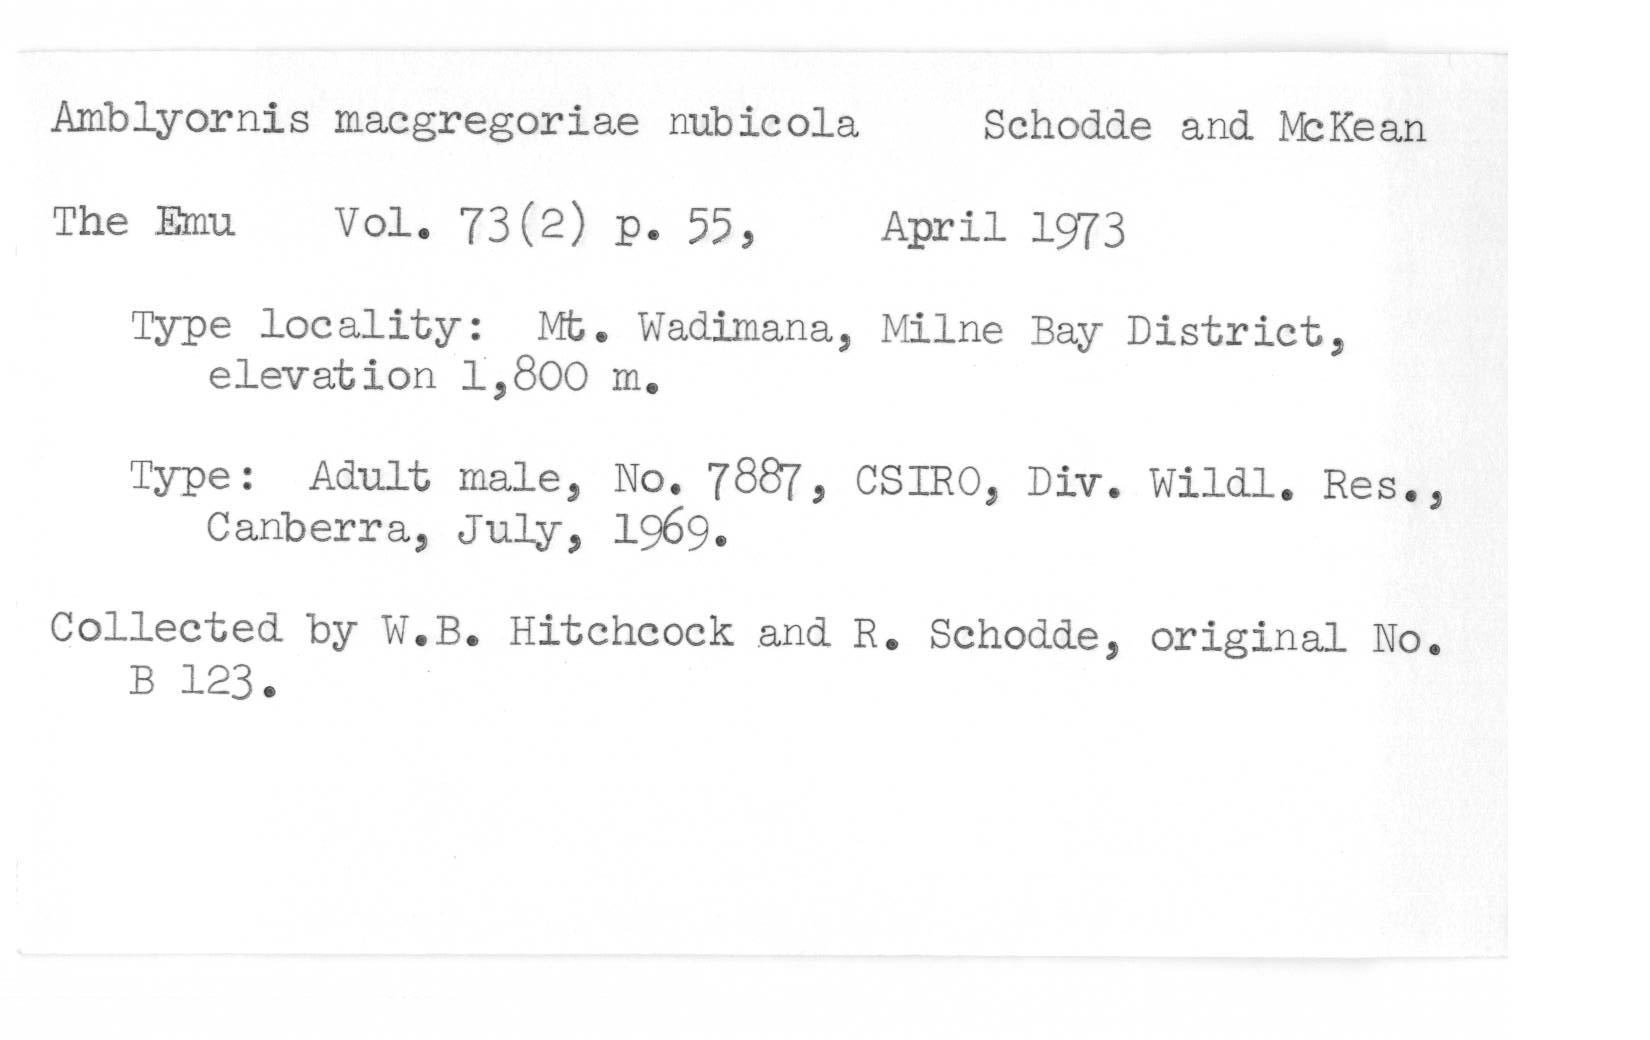 Amblyornis macgregoriae nubicola Schodde and McKean
The Emu Vol. 73(2) p. 55, April 1973
Type locality: Mt. Wadimana, Milne Bay District,
elevation 1,800 m.
Type: Adult male, No. 7887, CSIRO, Div. Wildl. Res.,
Canberra, July, 1969.
Collected by W.B. Hitchcock and R. Schodde, original No.
B 123.